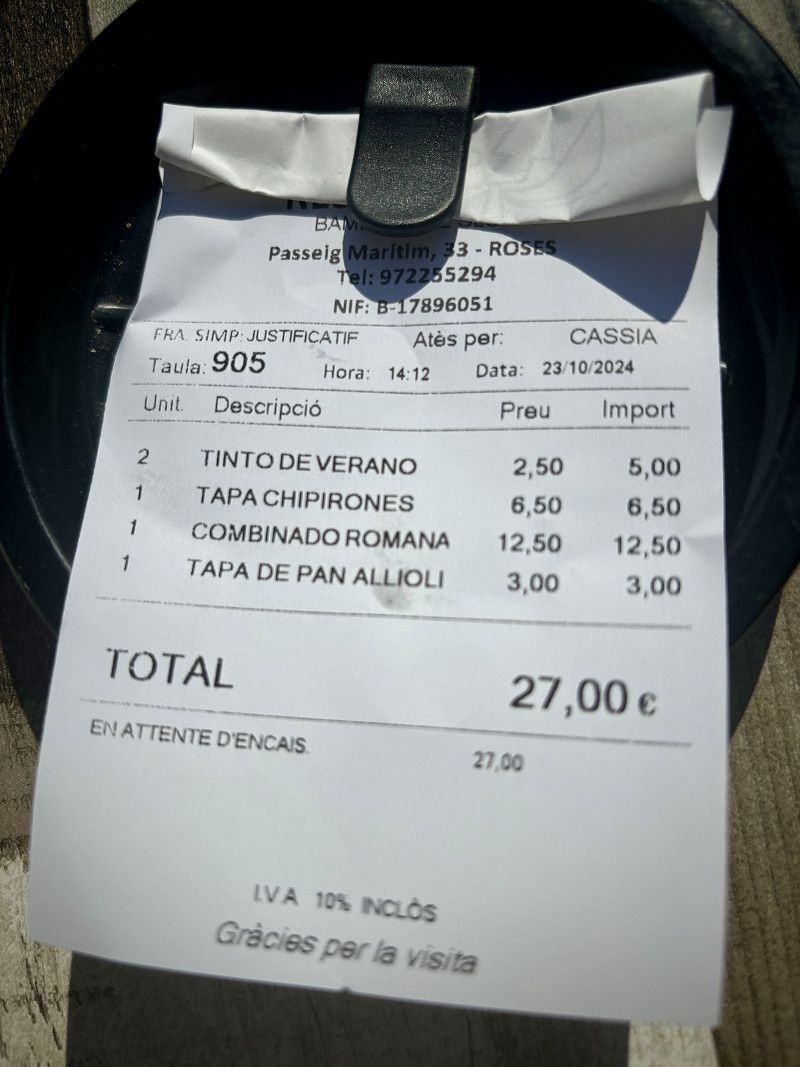 Passeig Marítim, 33 - ROSES
Tel: 972255294
NIF: B-17896051
FRA. SIMP: JUSTIFICATIF Atès per: CASSIA
Taula: 905 Hora: 14:12 Data: 23/10/2024
Unit. Descripció Preu Import
2 TINTO DE VERANO 2,50 5,00
1 TAPA CHIPIRONES 6,50 6,50
1 COMBINADO ROMANA 12,50 12,50
1 TAPA DE PAN ALLIOLI 3,00 3,00
TOTAL 27,00 €
EN ATTENTE D'ENCAIS. 27,00
I.V.A 10% INCLÒS
Gràcies per la visita